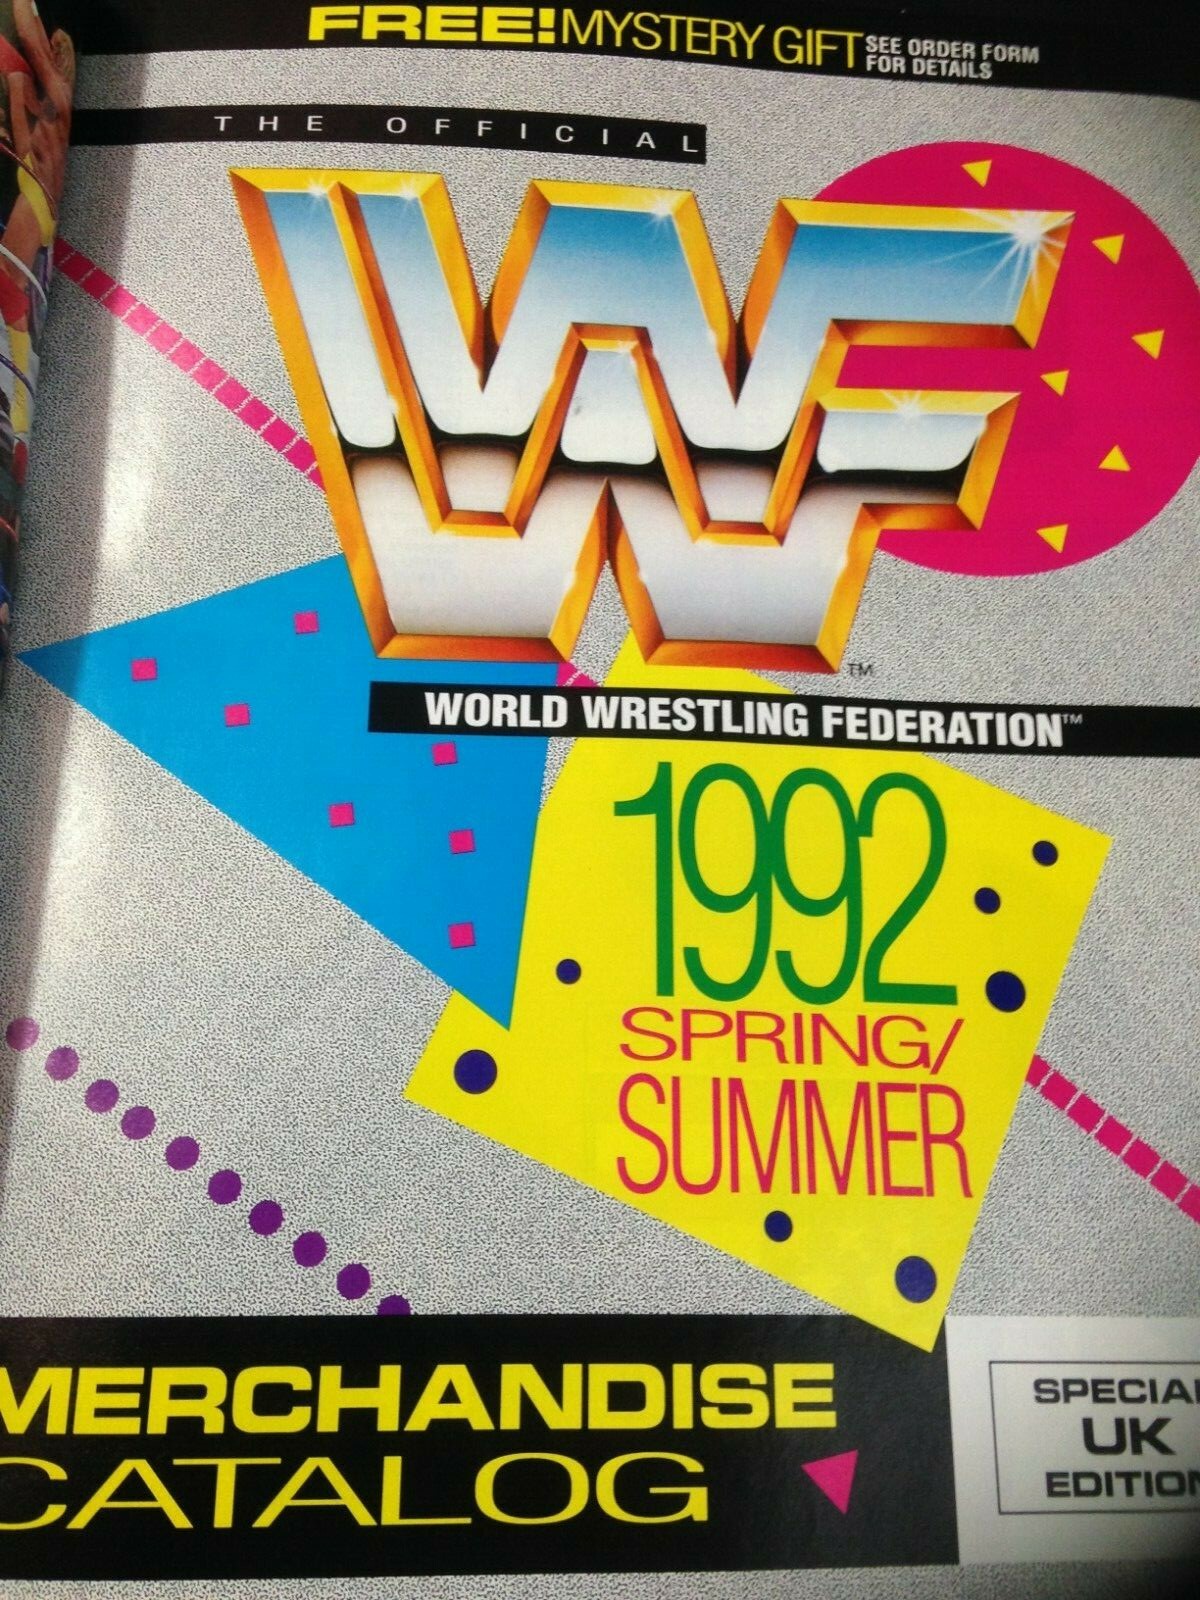 FREE! MYSTERY GIFT SEE ORDER FORM
FOR DETAILS
THE OFFICIAL
WF
TM
WORLD WRESTLING FEDERATION™
1992
SPRING/
SUMMER
MERCHANDISE
CATALOG
SPECIAL
UK
EDITION